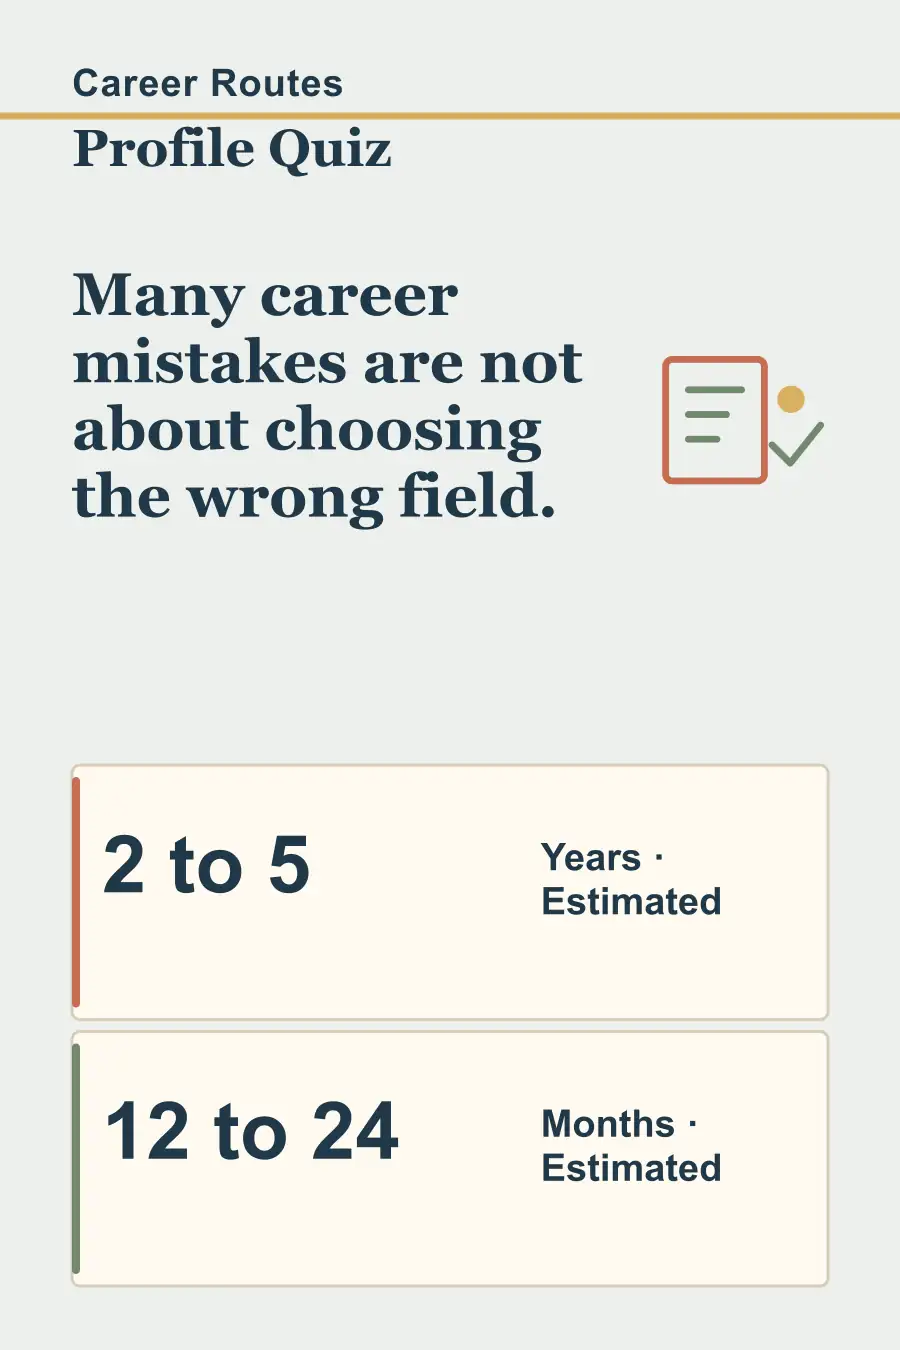 Career Routes
Profile Quiz
Many career
mistakes are not
about choosing
the wrong field.
2 to 5
Years ·
Estimated
12 to 24
Months ·
Estimated